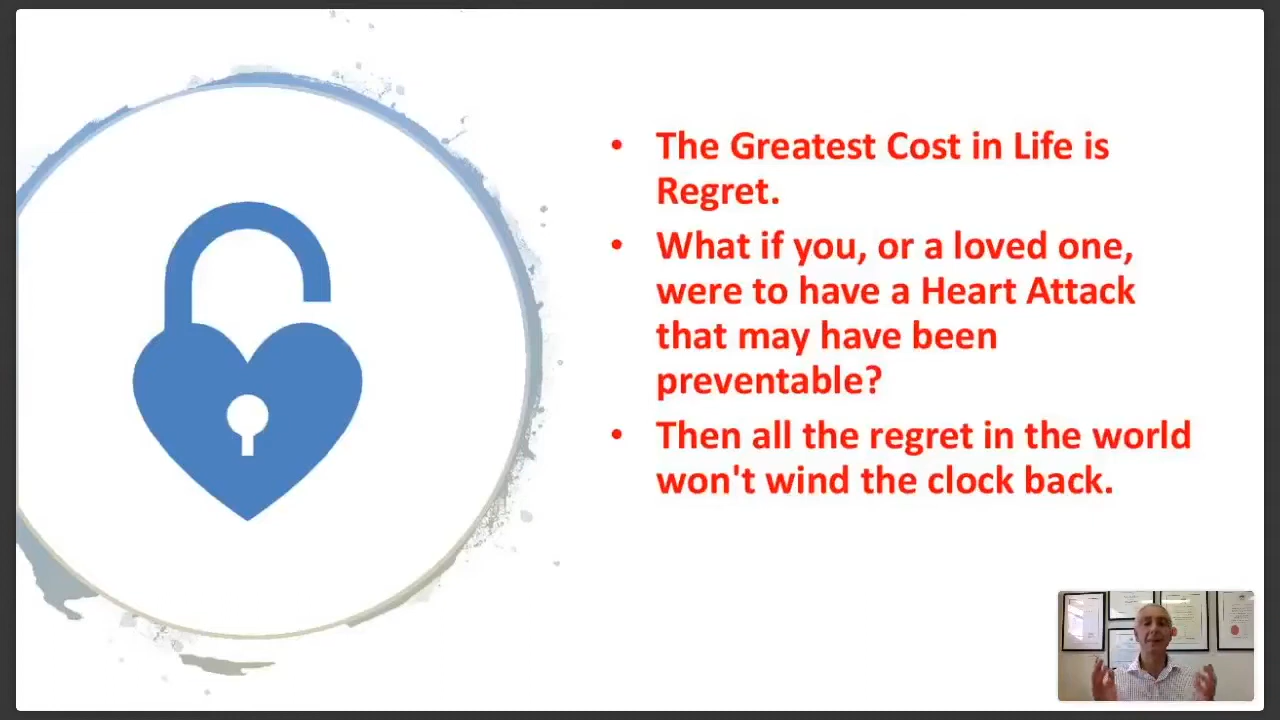 • The Greatest Cost in Life is
Regret.
• What if you, or a loved one,
were to have a Heart Attack
that may have been
preventable?
• Then all the regret in the world
won't wind the clock back.